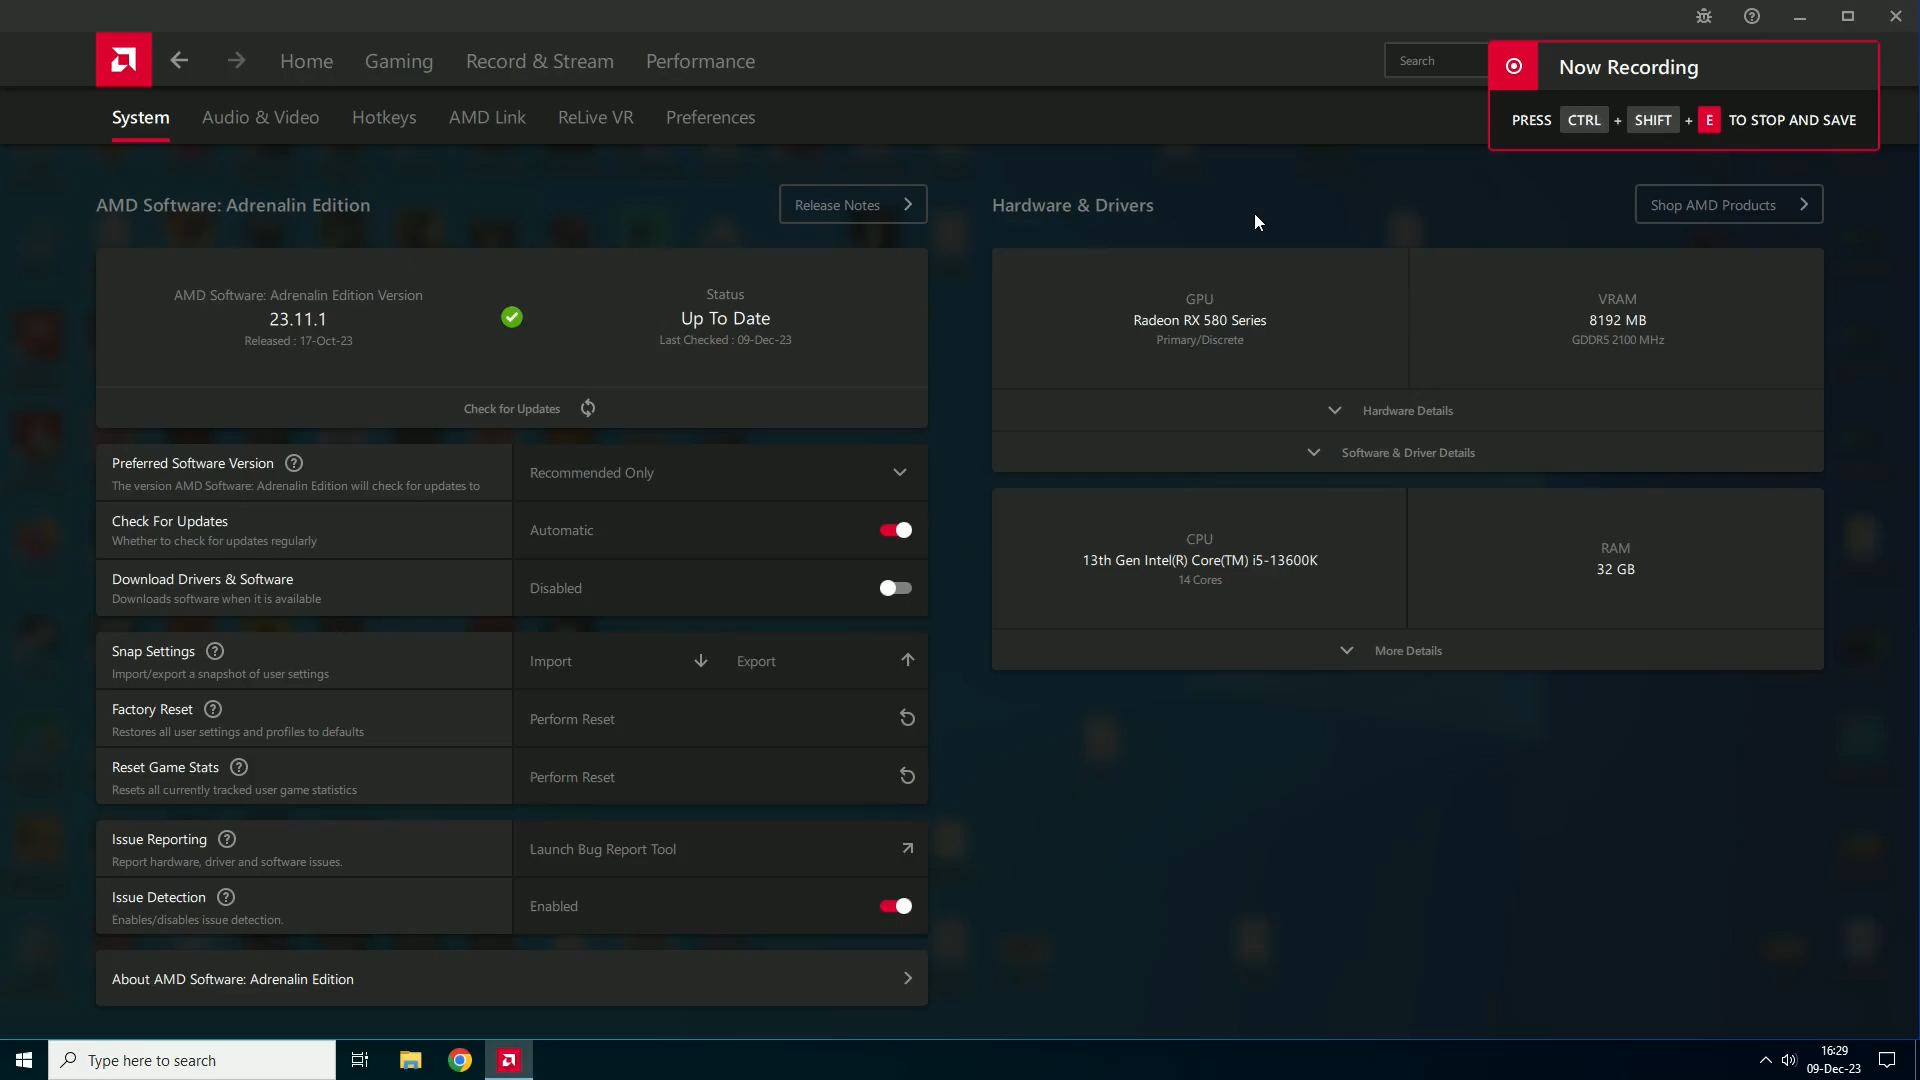 Home
Gaming
Record & Stream
Performance
Search
Now Recording
PRESS CTRL + SHIFT + E TO STOP AND SAVE
System
Audio & Video
Hotkeys
AMD Link
ReLive VR
Preferences
AMD Software: Adrenalin Edition
Release Notes
AMD Software: Adrenalin Edition Version
23.11.1
Released : 17-Oct-23
Status
Up To Date
Last Checked : 09-Dec-23
Check for Updates
Preferred Software Version
The version AMD Software: Adrenalin Edition will check for updates to
Recommended Only
Check For Updates
Whether to check for updates regularly
Automatic
Download Drivers & Software
Downloads software when it is available
Disabled
Snap Settings
Import/export a snapshot of user settings
Import
Export
Factory Reset
Restores all user settings and profiles to defaults
Perform Reset
Reset Game Stats
Resets all currently tracked user game statistics
Perform Reset
Issue Reporting
Report hardware, driver and software issues.
Launch Bug Report Tool
Issue Detection
Enables/disables issue detection.
Enabled
About AMD Software: Adrenalin Edition
Hardware & Drivers
Shop AMD Products
GPU
Radeon RX 580 Series
Primary/Discrete
VRAM
8192 MB
GDDR5 2100 MHz
Hardware Details
Software & Driver Details
CPU
13th Gen Intel(R) Core(TM) i5-13600K
14 Cores
RAM
32 GB
More Details
Type here to search
16:29
09-Dec-23